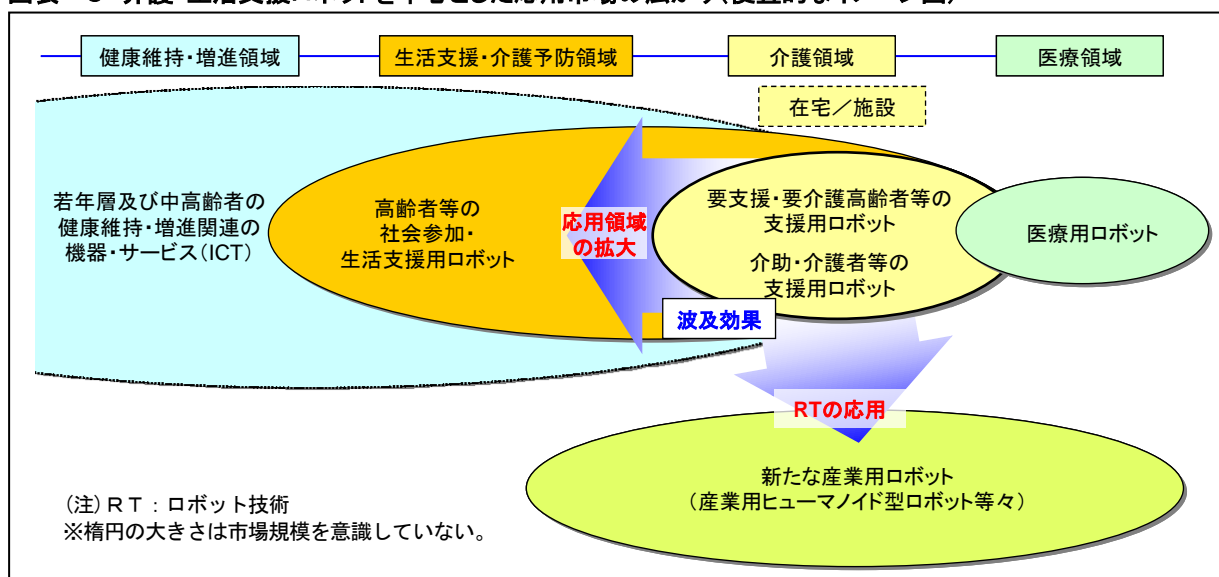 健康維持・増進領域
生活支援・介護予防領域
介護領域
医療領域
在宅／施設
若年層及び中高齢者の
健康維持・増進関連の
機器・サービス（ICT）
高齢者等の
社会参加・
生活支援用ロボット
応用領域
の拡大
要支援・要介護高齢者等の
支援用ロボット
介助・介護者等の
支援用ロボット
医療用ロボット
波及効果
RTの応用
新たな産業用ロボット
（産業用ヒューマノイド型ロボット等々）
(注)ＲＴ：ロボット技術
※楕円の大きさは市場規模を意識していない。